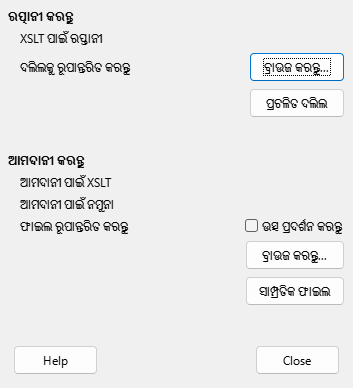 ରପ୍ତାନୀ କରନ୍ତୁ
XSLT ପାଇଁ ରପ୍ତାନୀ
ଦଲିଲକୁ ରୂପାନ୍ତରିତ କରନ୍ତୁ
ବ୍ରାଉଜ କରନ୍ତୁ...
ପ୍ରଚଳିତ ଦଲିଲ
ଆମଦାନୀ କରନ୍ତୁ
ଆମଦାନୀ ପାଇଁ XSLT
ଆମଦାନୀ ପାଇଁ ନମୁନା
ଫାଇଲ ରୂପାନ୍ତରିତ କରନ୍ତୁ
ଉତ୍ସ ପ୍ରଦର୍ଶନ କରନ୍ତୁ
ବ୍ରାଉଜ କରନ୍ତୁ...
ସାମ୍ପ୍ରତିକ ଫାଇଲ
Help
Close